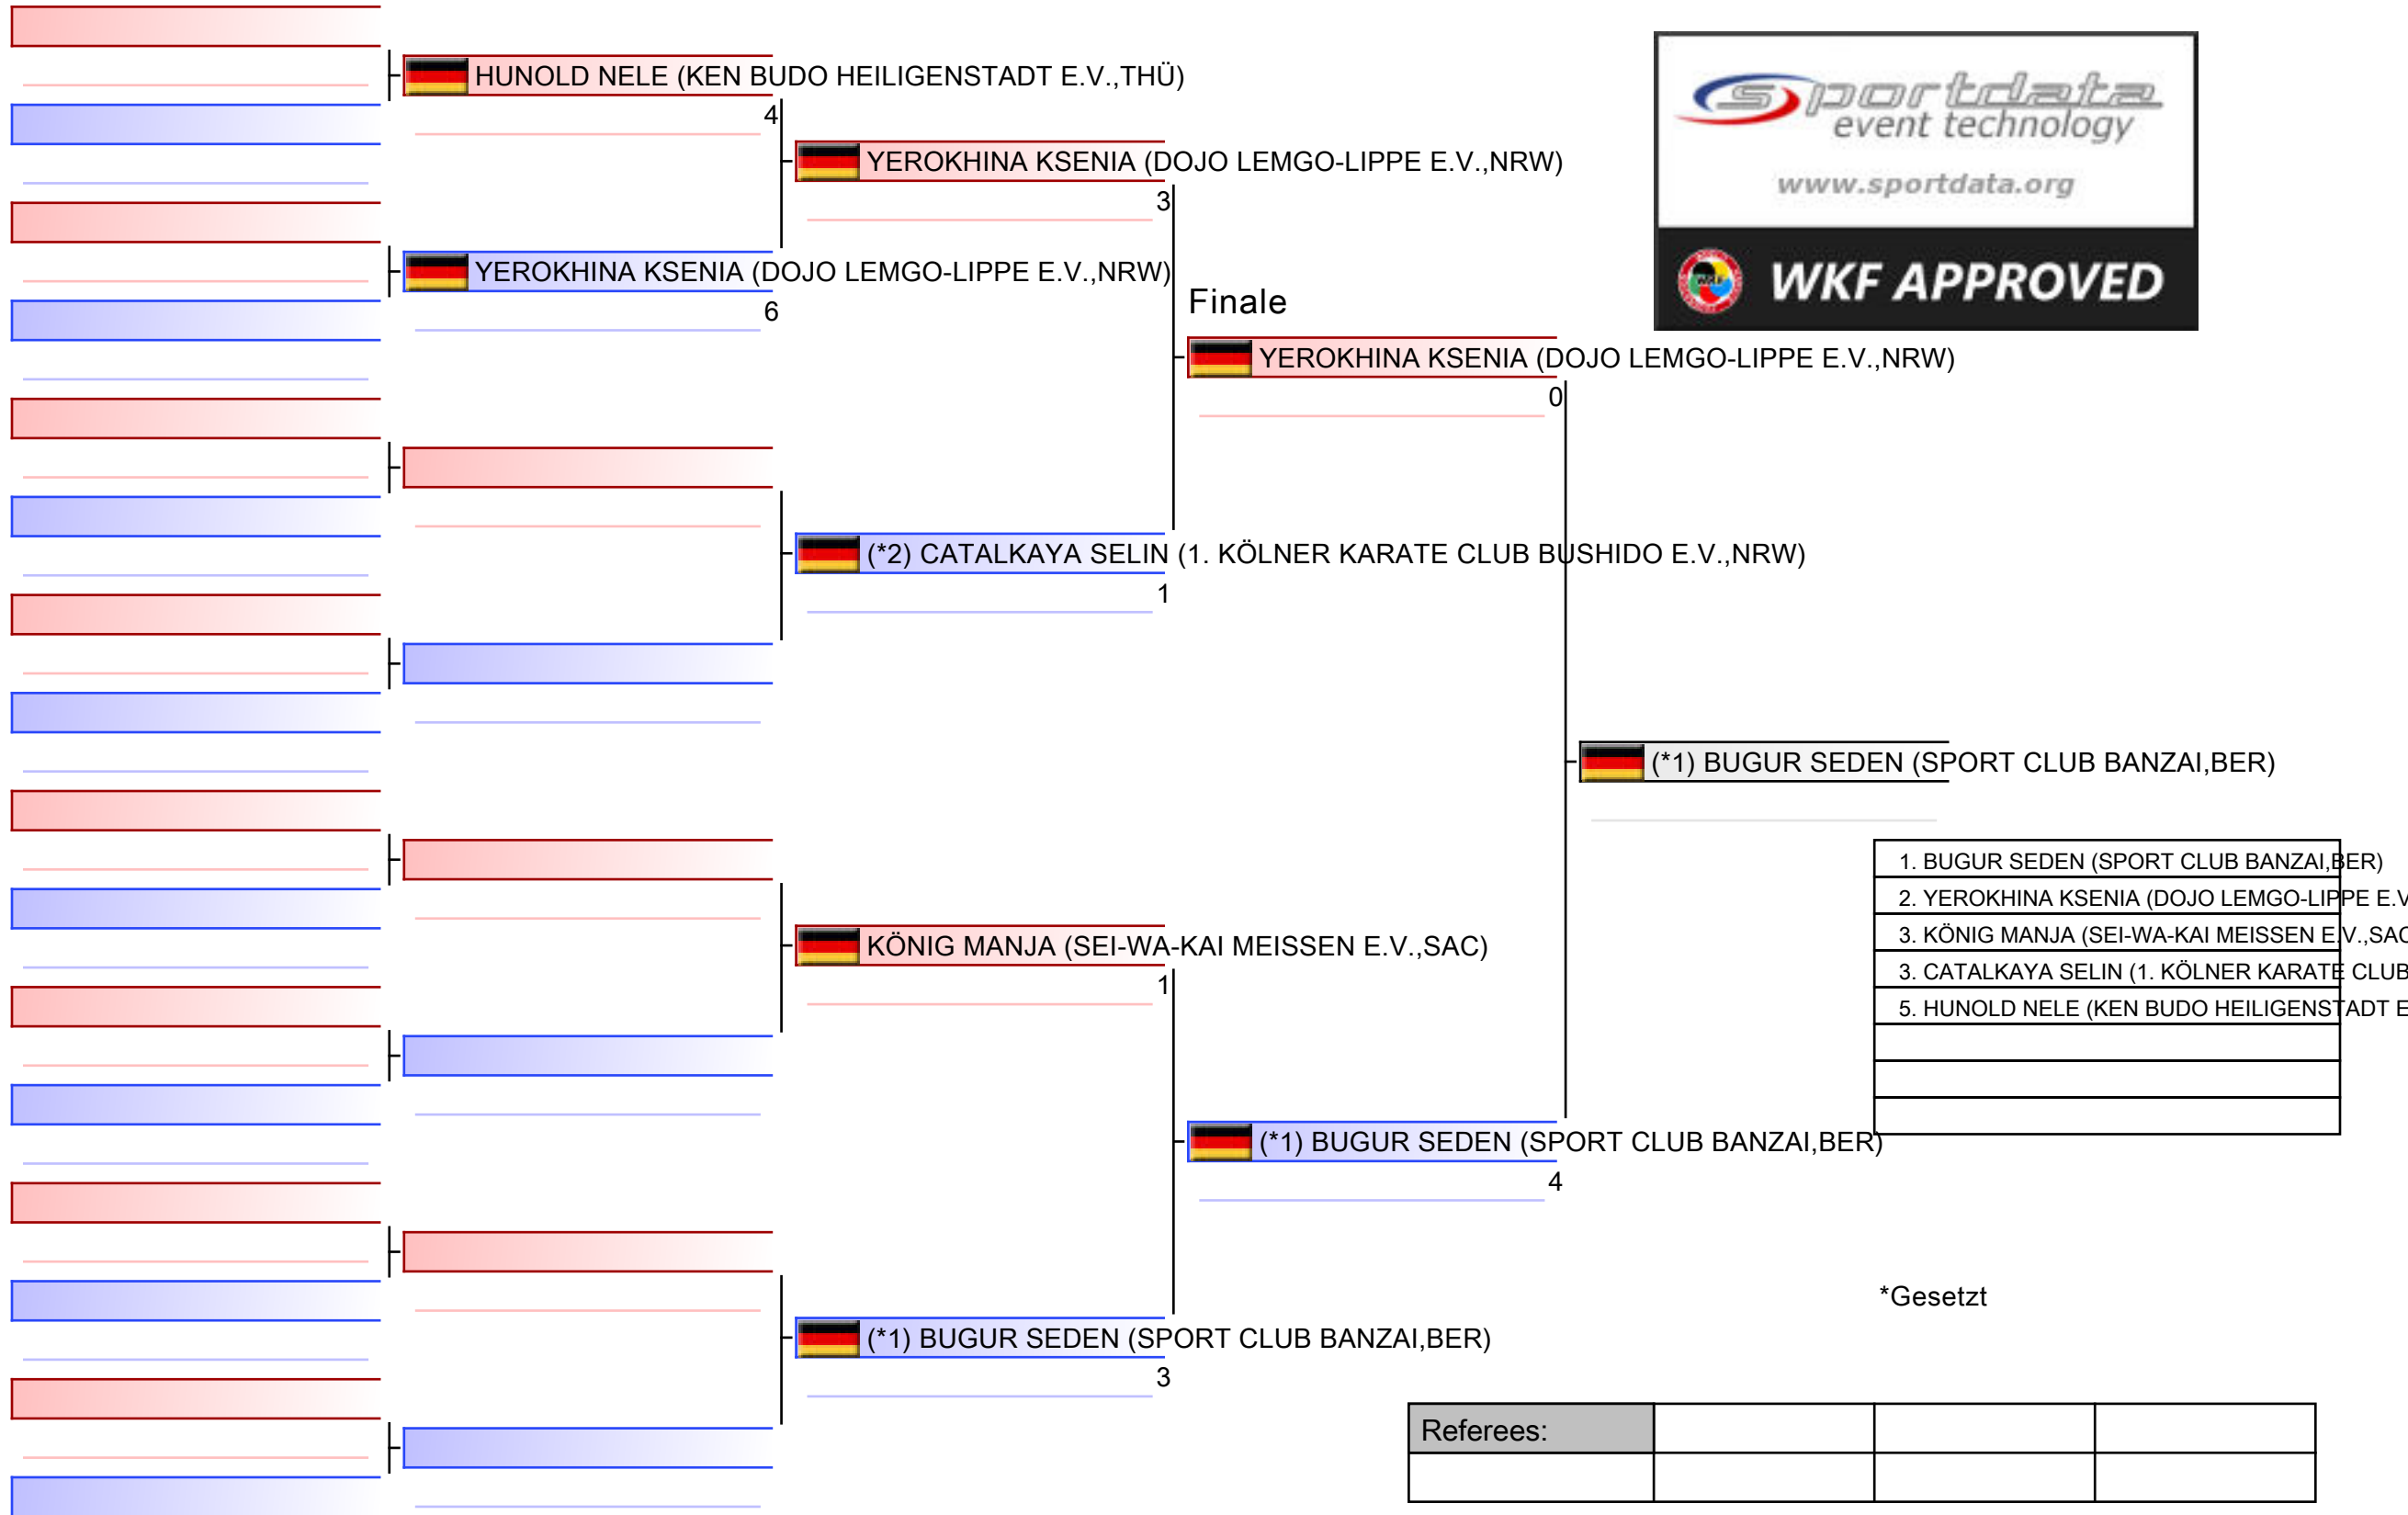 HUNOLD NELE (KEN BUDO HEILIGENSTADT E.V.,THÜ)
4
YEROKHINA KSENIA (DOJO LEMGO-LIPPE E.V.,NRW)
3
YEROKHINA KSENIA (DOJO LEMGO-LIPPE E.V.,NRW)
6
Finale
YEROKHINA KSENIA (DOJO LEMGO-LIPPE E.V.,NRW)
0
(*2) CATALKAYA SELIN (1. KÖLNER KARATE CLUB BUSHIDO E.V.,NRW)
1
(*1) BUGUR SEDEN (SPORT CLUB BANZAI,BER)
KÖNIG MANJA (SEI-WA-KAI MEISSEN E.V.,SAC)
1
(*1) BUGUR SEDEN (SPORT CLUB BANZAI,BER)
4
(*1) BUGUR SEDEN (SPORT CLUB BANZAI,BER)
3
sportdata
event technology
www.sportdata.org
WKF
WKF APPROVED
1. BUGUR SEDEN (SPORT CLUB BANZAI,BER)
2. YEROKHINA KSENIA (DOJO LEMGO-LIPPE E.V
3. KÖNIG MANJA (SEI-WA-KAI MEISSEN E.V.,SAC
3. CATALKAYA SELIN (1. KÖLNER KARATE CLUB
5. HUNOLD NELE (KEN BUDO HEILIGENSTADT E
*Gesetzt
Referees: